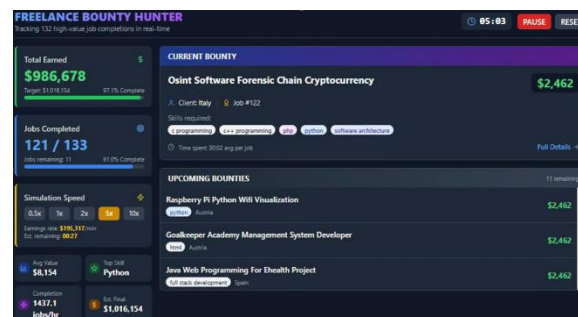 FREELANCE BOUNTY HUNTER
Tracking 132 high-value job completions in real-time
05:03
PAUSE
RESE
Total Earned
$
$986,678
Target: $1,016,154
97.1% Complete
Jobs Completed
121 / 133
Jobs remaining: 11
91.0% Complete
Simulation Speed
0.5x 1x 2x 5x 10x
Earnings rate: $195,317/min
Est. remaining: 00:27
Avg Value
$8,154
Top Skill
Python
Completion
1437.1
jobs/hr
Est. Final
$1,016,154
CURRENT BOUNTY
Osint Software Forensic Chain Cryptocurrency
$2,462
Client: Italy
Job #122
Skills required:
c programming c++ programming php python software architecture
Time spent: 00:02 avg per job
Full Details
UPCOMING BOUNTIES
11 remaining
Raspberry Pi Python Wifi Visualization
python Austria
$2,462
Goalkeeper Academy Management System Developer
html Austria
$2,462
Java Web Programming For Ehealth Project
full stack development Spain
$2,462